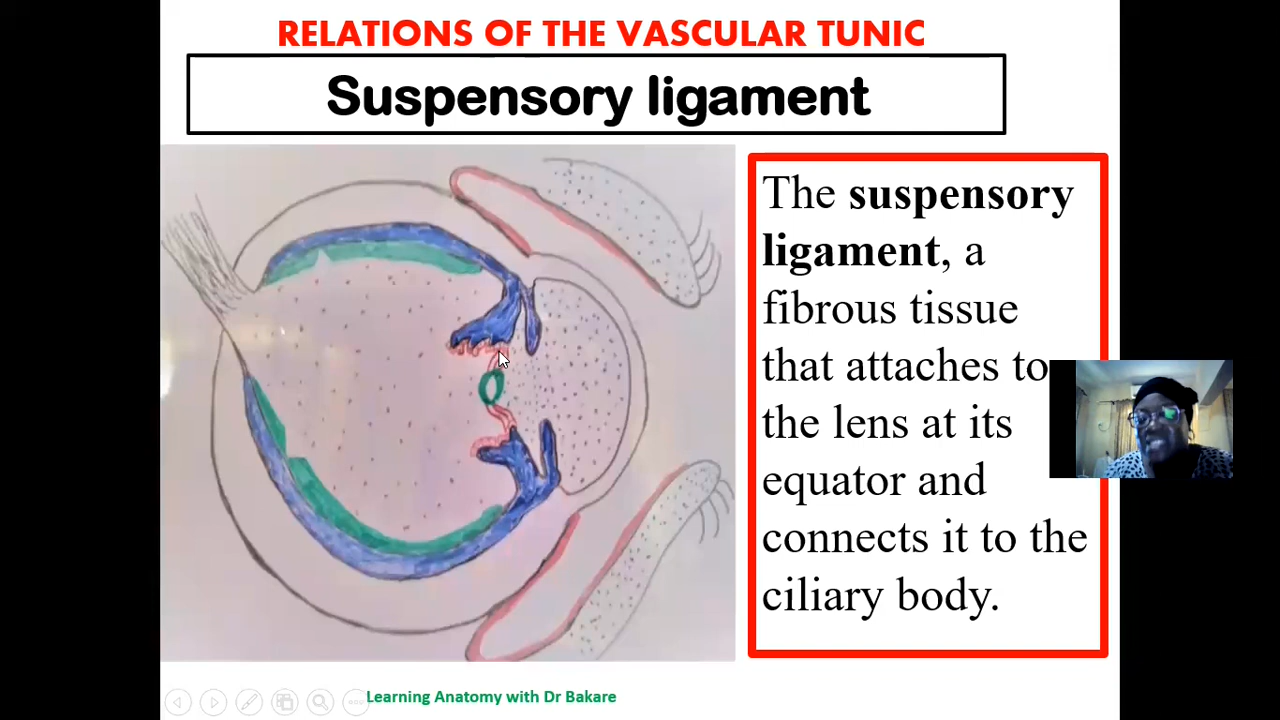 RELATIONS OF THE VASCULAR TUNIC
Suspensory ligament
The suspensory
ligament, a
fibrous tissue
that attaches to
the lens at its
equator and
connects it to the
ciliary body.
Learning Anatomy with Dr Bakare